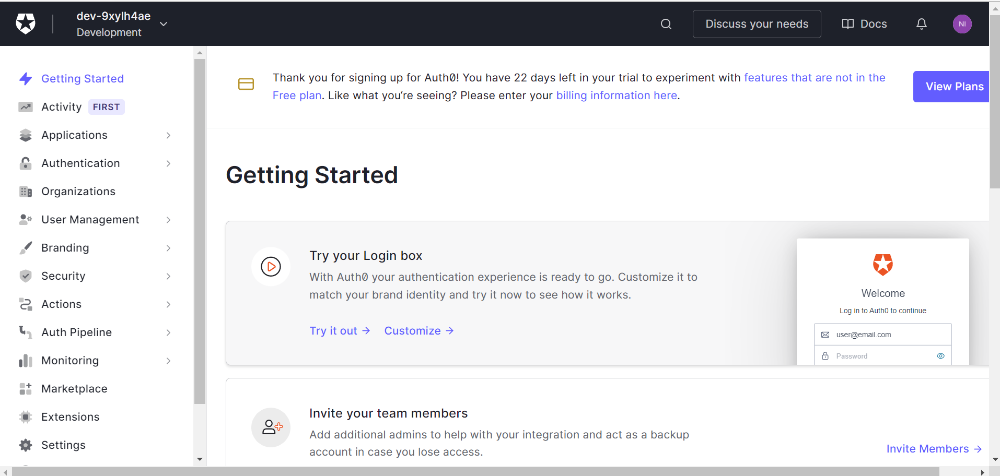 dev-9xylh4ae
Development
Discuss your needs
Docs
NI
Getting Started
Activity FIRST
Applications
Authentication
Organizations
User Management
Branding
Security
Actions
Auth Pipeline
Monitoring
Marketplace
Extensions
Settings
Thank you for signing up for Auth0! You have 22 days left in your trial to experiment with features that are not in the
Free plan. Like what you’re seeing? Please enter your billing information here.
View Plans
Getting Started
Try your Login box
With Auth0 your authentication experience is ready to go. Customize it to
match your brand identity and try it now to see how it works.
Try it out → Customize →
Welcome
Log in to Auth0 to continue
user@email.com
Password
Invite your team members
Add additional admins to help with your integration and act as a backup
account in case you lose access.
Invite Members →